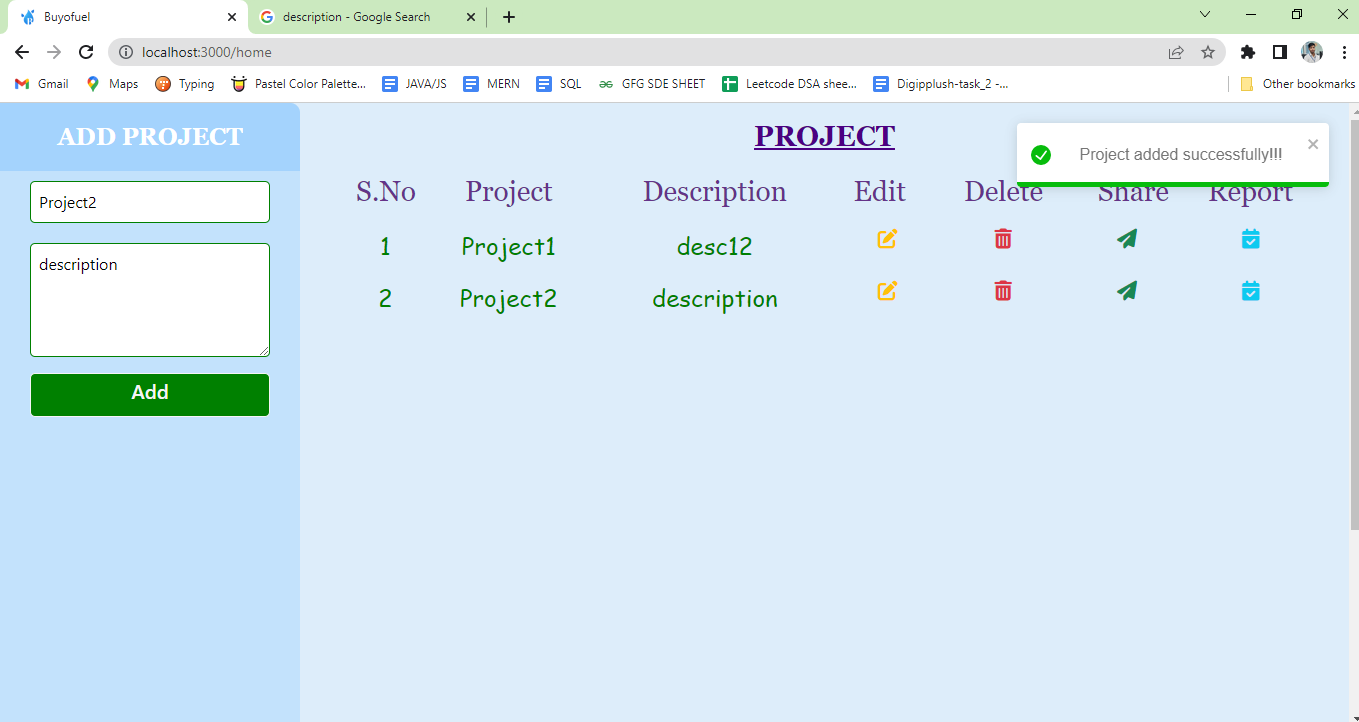 Buyofuel
description - Google Search
localhost:3000/home
Gmail
Maps
Typing
Pastel Color Palette...
JAVA/JS
MERN
SQL
GFG SDE SHEET
Leetcode DSA shee...
Digipplush-task_2 -...
Other bookmarks
ADD PROJECT
Project2
description
Add
PROJECT
Project added successfully!!!
S.No Project Description Edit Delete Share Report
1 Project1 desc12
2 Project2 description